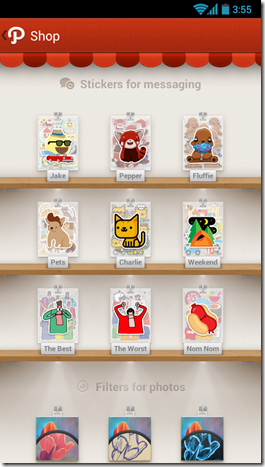 3:55
Shop
Stickers for messaging
Jake Pepper Fluffie
Pets Charlie Weekend
The Best The Worst Nom Nom
Filters for photos